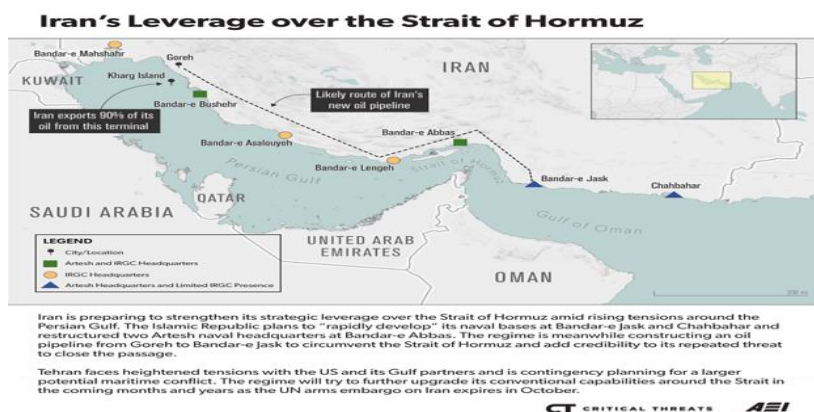 Iran's Leverage over the Strait of Hormuz
Bandar-e Mahshahr
Goreh
KUWAIT
Kharg Island
IRAN
Bandar-e Bushehr
Likely route of Iran's
new oil pipeline
Iran exports 90% of its
oil from this terminal
Bandar-e Asalouyeh
Bandar-e Abbas
Bandar-e Lengeh
Strait of Hormuz
Persian Gulf
Bandar-e Jask
Chahbahar
QATAR
SAUDI ARABIA
Gulf of Oman
UNITED ARAB
EMIRATES
OMAN
LEGEND
City/Location
Artesh and IRGC Headquarters
IRGC Headquarters
Artesh Headquarters and Limited IRGC Presence
Iran is preparing to strengthen its strategic leverage over the Strait of Hormuz amid rising tensions around the
Persian Gulf. The Islamic Republic plans to "rapidly develop" its naval bases at Bandar-e Jask and Chahbahar and
restructured two Artesh naval headquarters at Bandar-e Abbas. The regime is meanwhile constructing an oil
pipeline from Goreh to Bandar-e Jask to circumvent the Strait of Hormuz and add credibility to its repeated threat
to close the passage.
Tehran faces heightened tensions with the US and its Gulf partners and is contingency planning for a larger
potential maritime conflict. The regime will try to further upgrade its conventional capabilities around the Strait in
the coming months and years as the UN arms embargo on Iran expires in October.
CT CRITICAL THREATS AEI